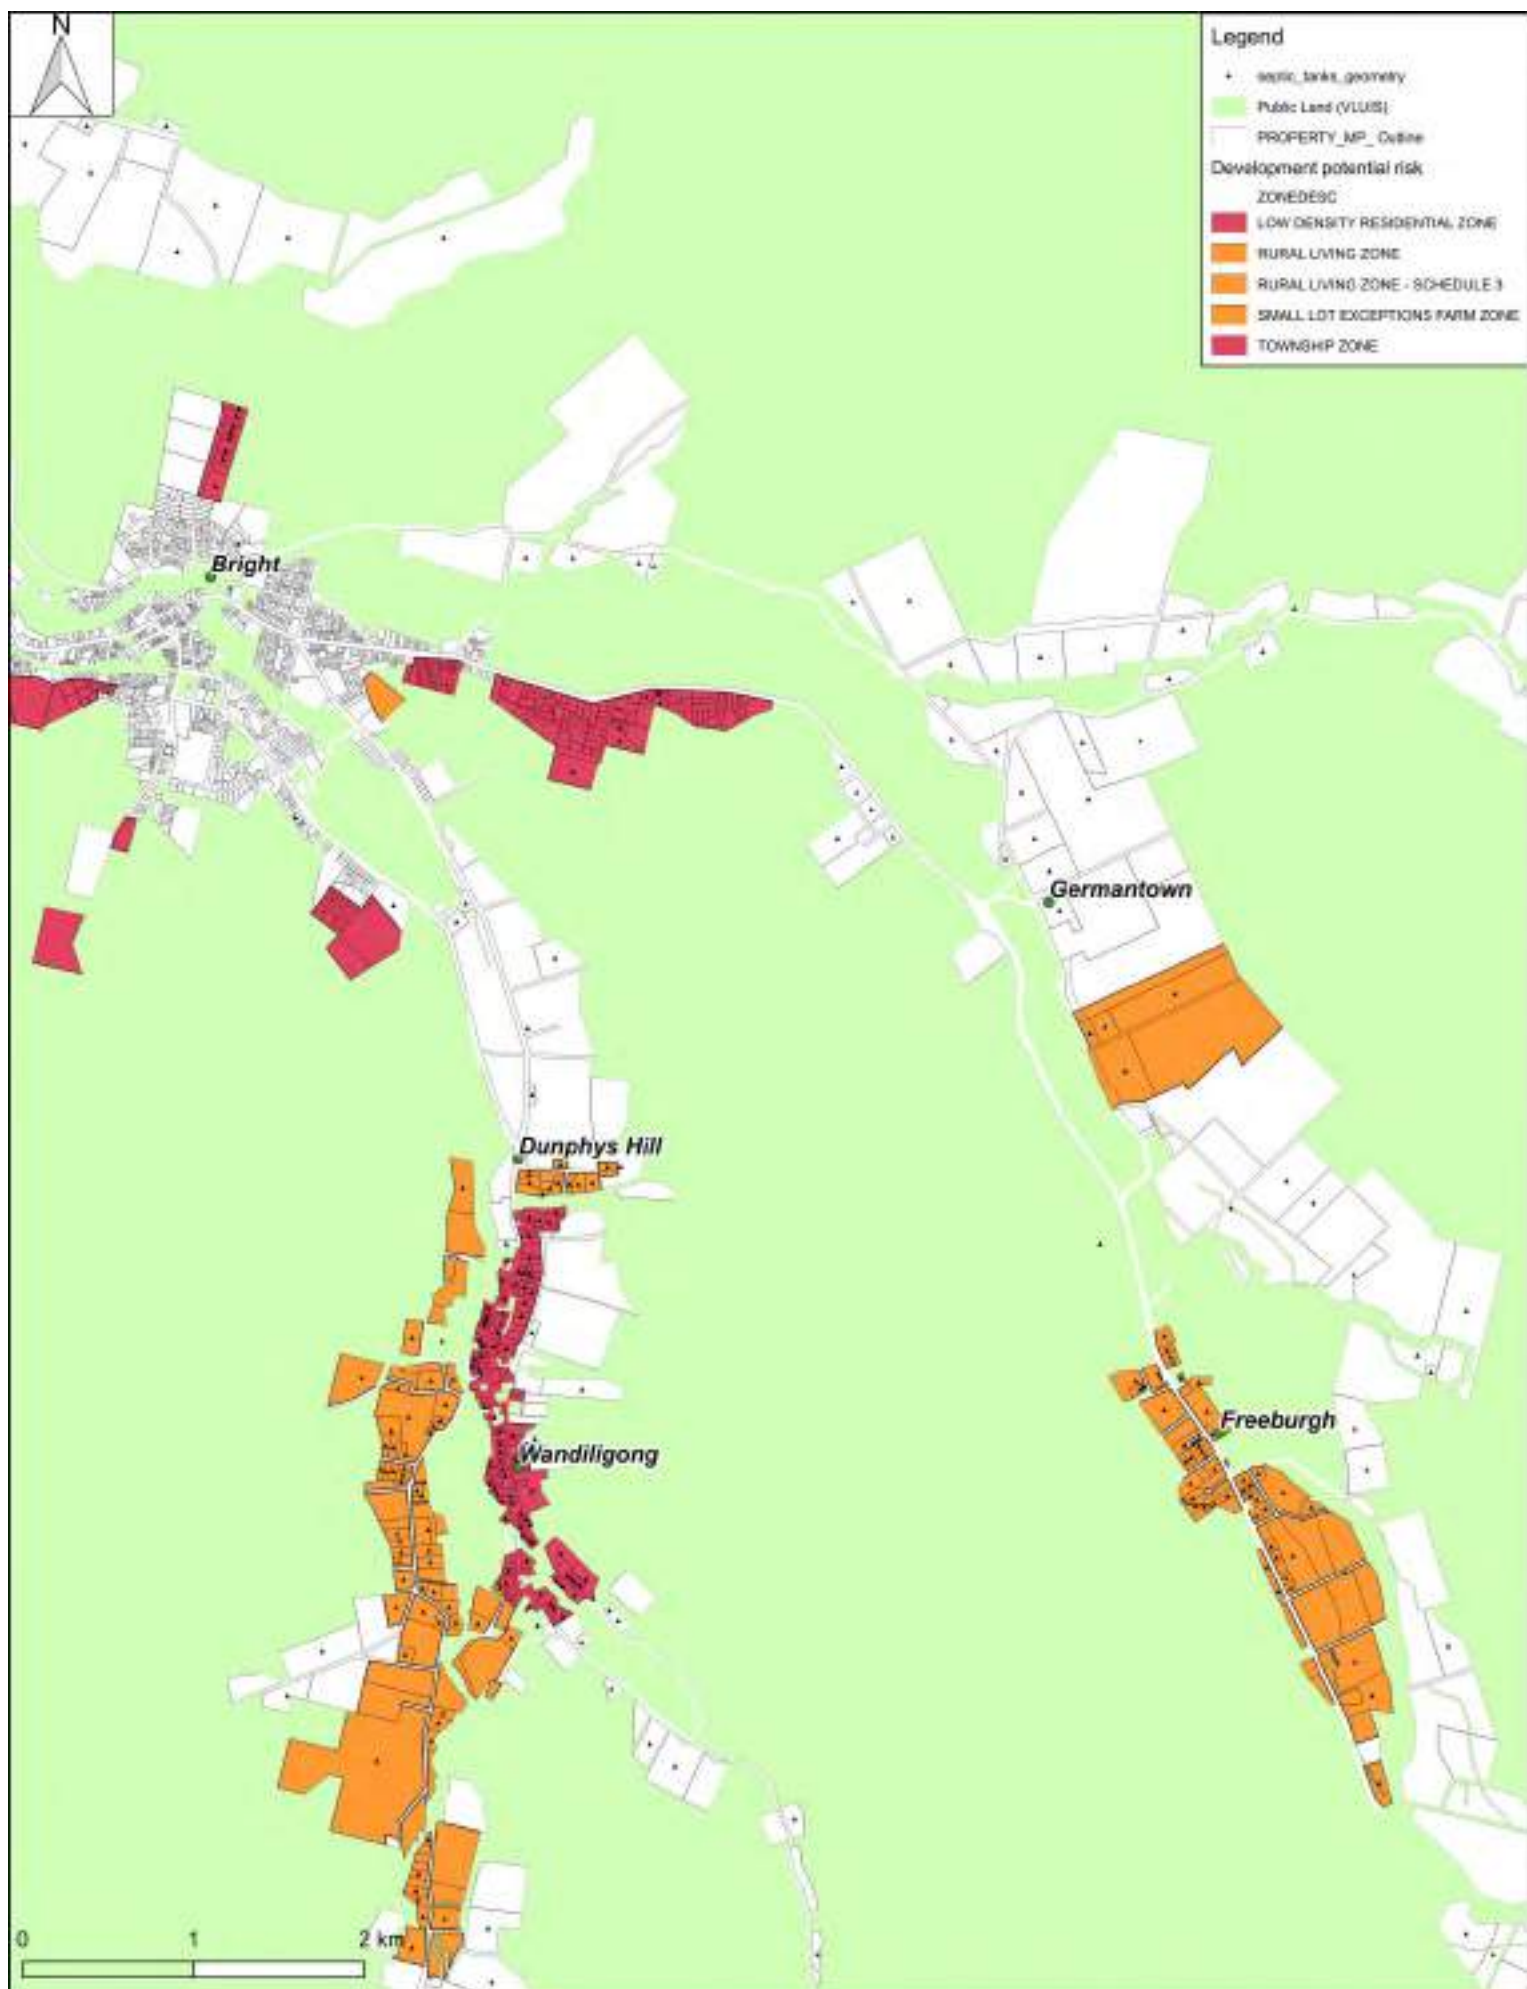 N
Legend
septic_tanks_geometry
Public Land (VLUIS)
PROPERTY_MP_ Outline
Development potential risk
ZONEDESC
LOW DENSITY RESIDENTIAL ZONE
RURAL LIVING ZONE
RURAL LIVING ZONE - SCHEDULE 3
SMALL LOT EXCEPTIONS FARM ZONE
TOWNSHIP ZONE
Bright
Germantown
Dunphys Hill
Freeburgh
Wandiligong
0 1 2 km